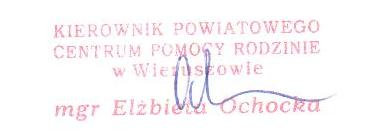 KIEROWNIK POWIATOWEGO
CENTRUM POMOCY RODZINIE
w Wieruszowie
mgr Elżbieta Ochocka